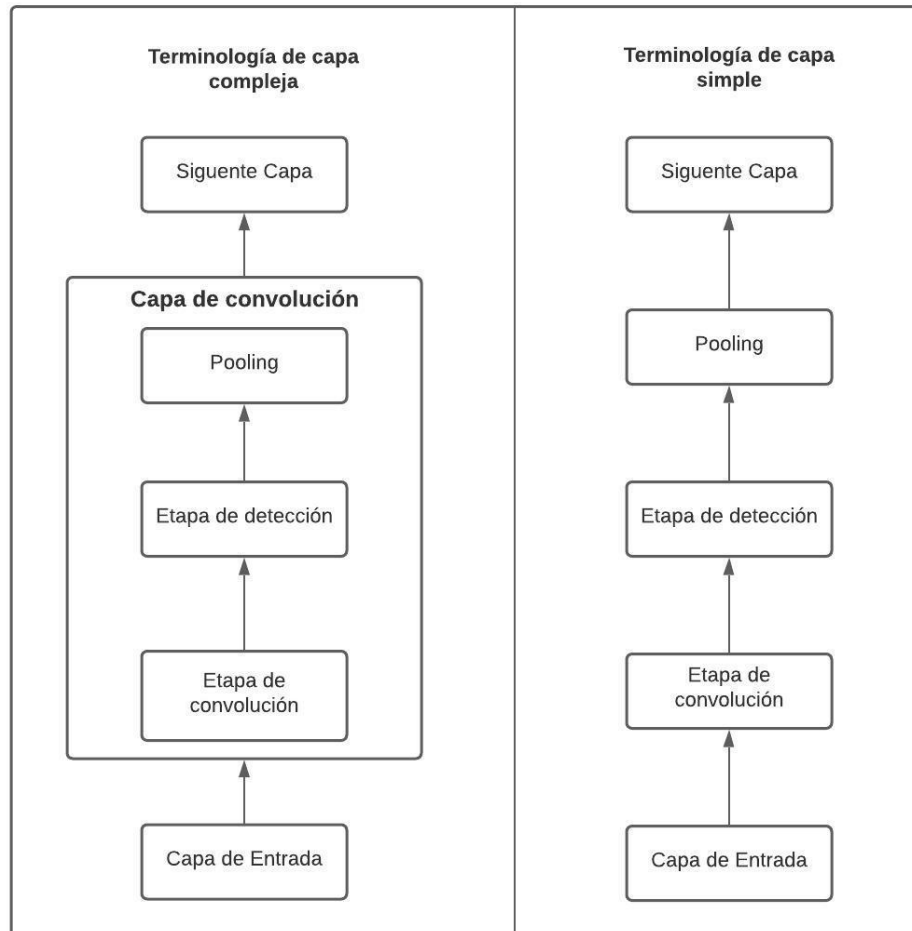 Terminología de capa
compleja
Siguente Capa
Capa de convolución
Pooling
Etapa de detección
Etapa de
convolución
Capa de Entrada
Terminología de capa
simple
Siguente Capa
Pooling
Etapa de detección
Etapa de
convolución
Capa de Entrada